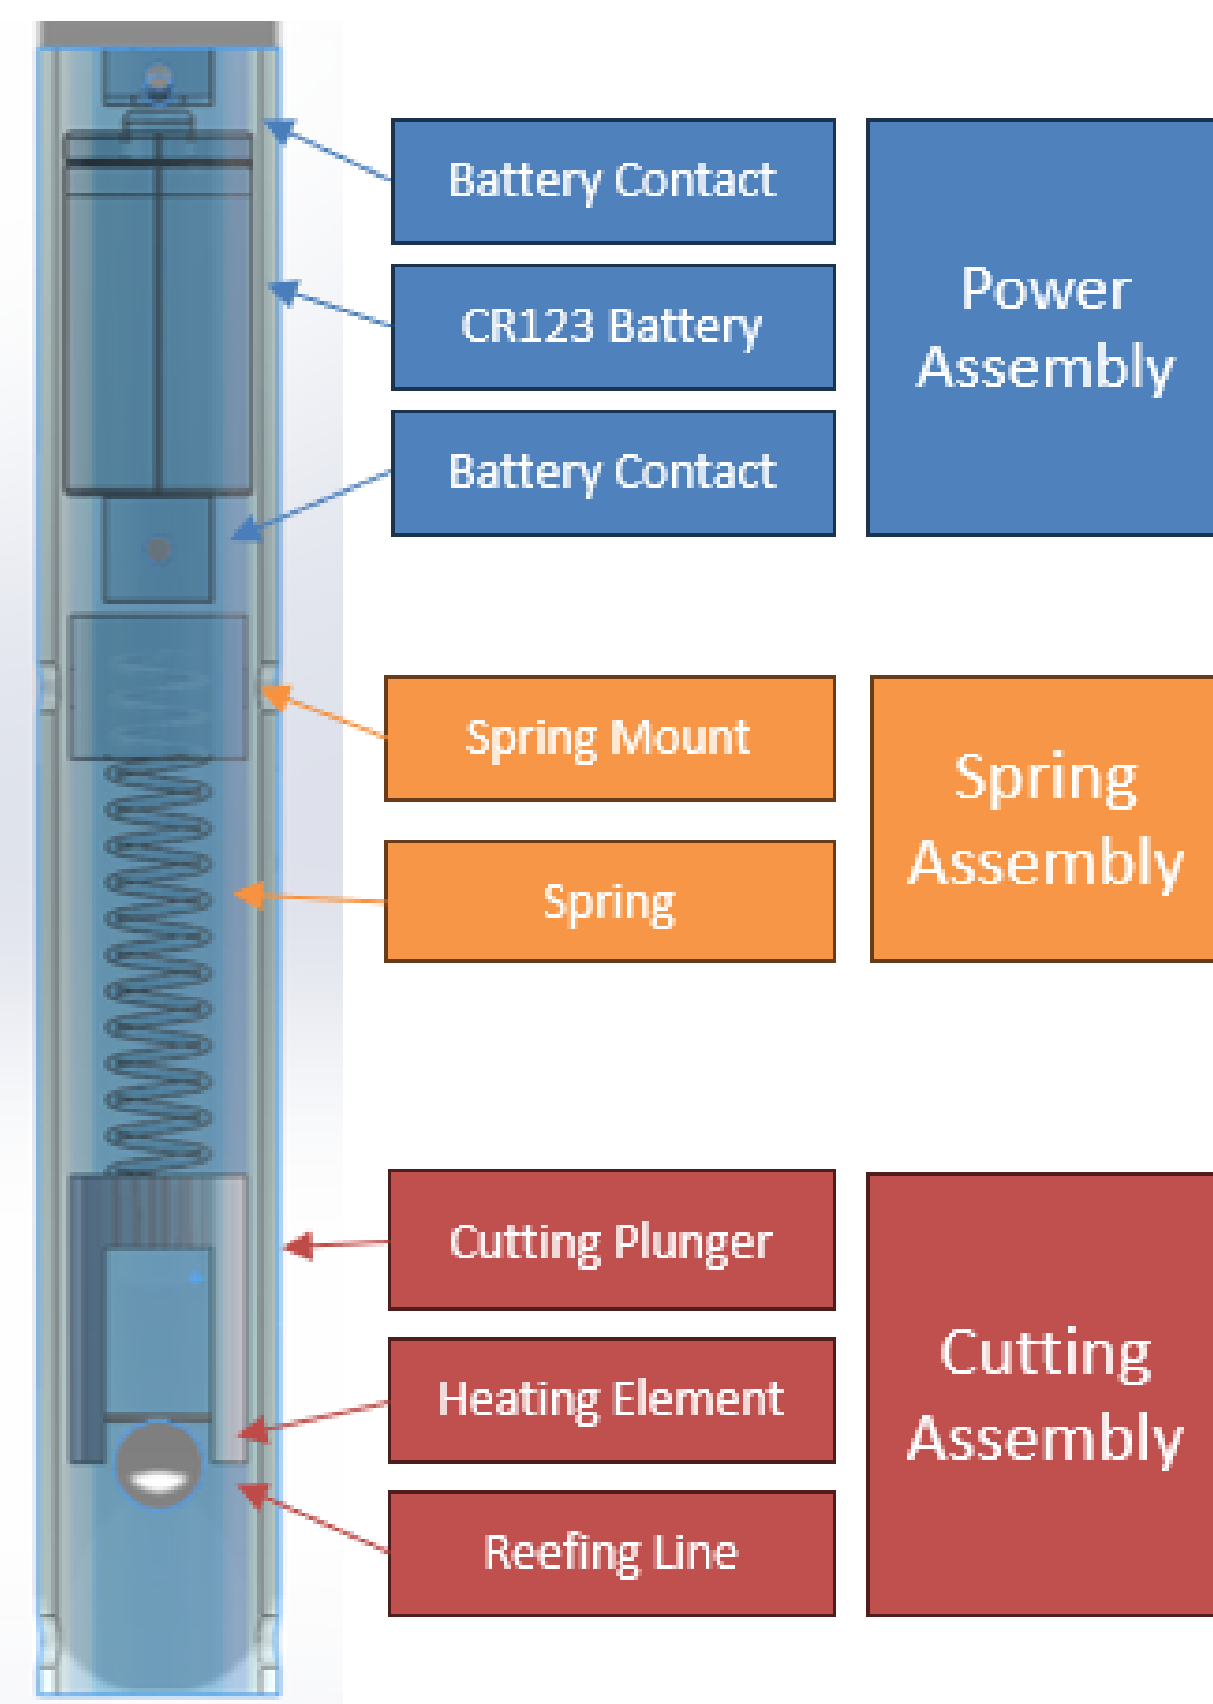 Battery Contact
CR123 Battery
Battery Contact
Power
Assembly
Spring Mount
Spring
Spring
Assembly
Cutting Plunger
Heating Element
Reefing Line
Cutting
Assembly